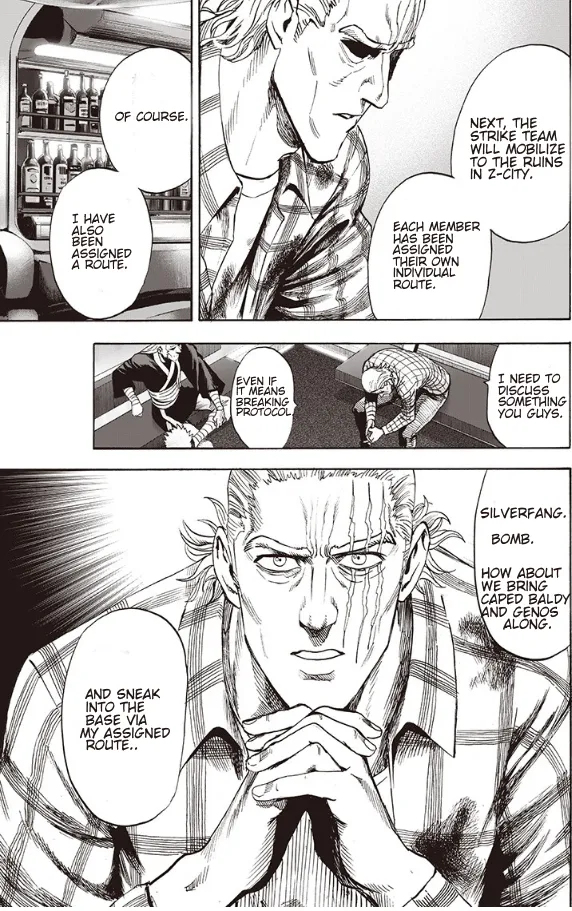 NEXT, THE
STRIKE TEAM
WILL MOBILIZE
TO THE RUINS
IN Z-CITY.
EACH MEMBER
HAS BEEN
ASSIGNED
THEIR OWN
INDIVIDUAL
ROUTE.
OF COURSE.
I HAVE
ALSO
BEEN
ASSIGNED
A ROUTE.
I NEED TO
DISCUSS
SOMETHING
YOU GUYS.
EVEN IF
IT MEANS
BREAKING
PROTOCOL.
SILVERFANG.
BOMB.
HOW ABOUT
WE BRING
CAPED BALDY
AND GENOS
ALONG.
AND SNEAK
INTO THE
BASE VIA
MY ASSIGNED
ROUTE..